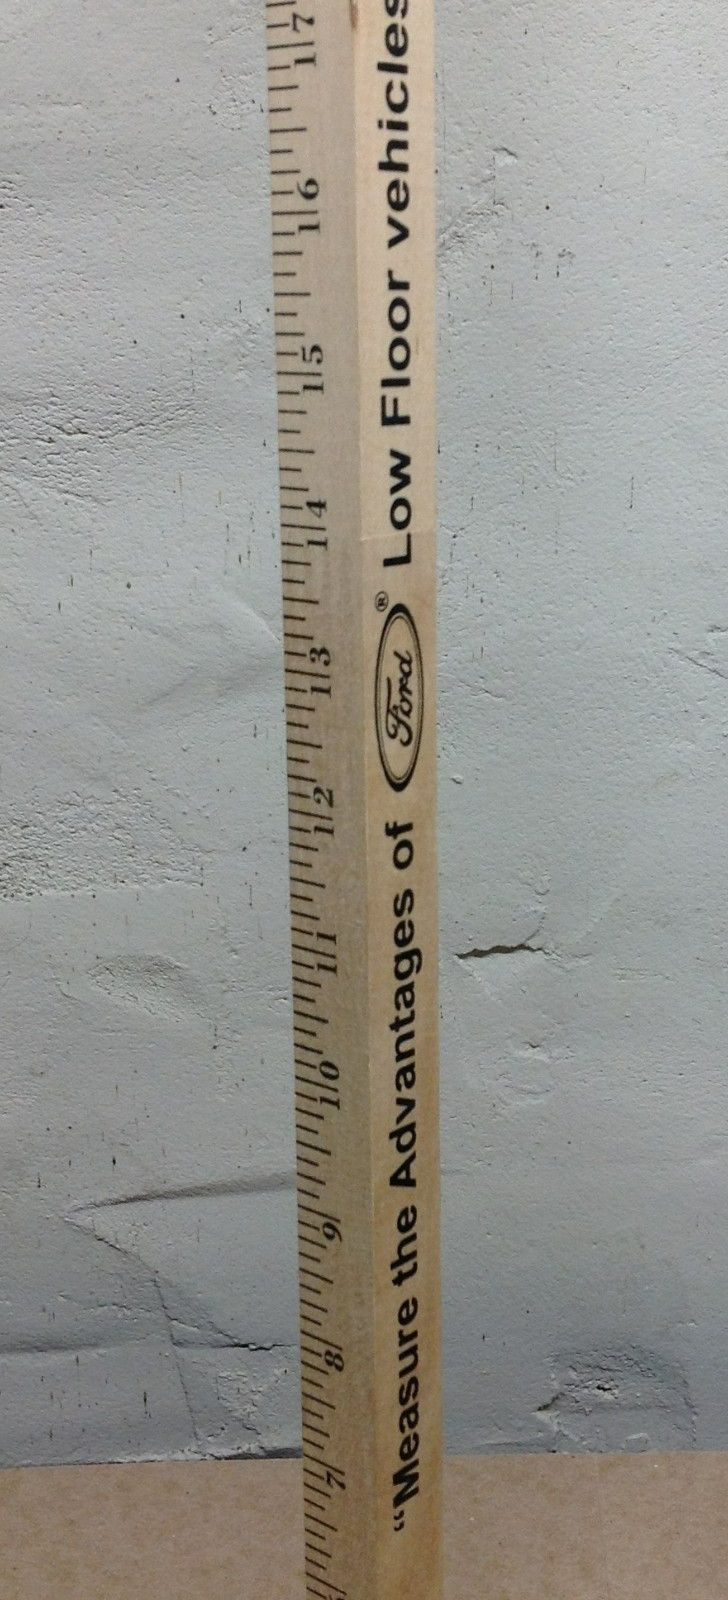 “Measure the Advantages of Ford® Low Floor vehicles
7 8 9 10 11 12 13 14 15 16 17